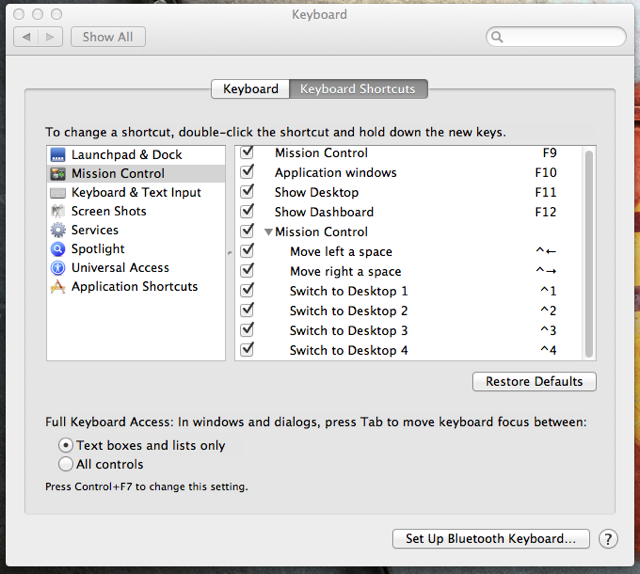 Keyboard
Show All
Keyboard Keyboard Shortcuts
To change a shortcut, double-click the shortcut and hold down the new keys.
Launchpad & Dock
Mission Control
Keyboard & Text Input
Screen Shots
Services
Spotlight
Universal Access
Application Shortcuts
Mission Control F9
Application windows F10
Show Desktop F11
Show Dashboard F12
Mission Control
Move left a space ^←
Move right a space ^→
Switch to Desktop 1 ^1
Switch to Desktop 2 ^2
Switch to Desktop 3 ^3
Switch to Desktop 4 ^4
Restore Defaults
Full Keyboard Access: In windows and dialogs, press Tab to move keyboard focus between:
Text boxes and lists only
All controls
Press Control+F7 to change this setting.
Set Up Bluetooth Keyboard... ?